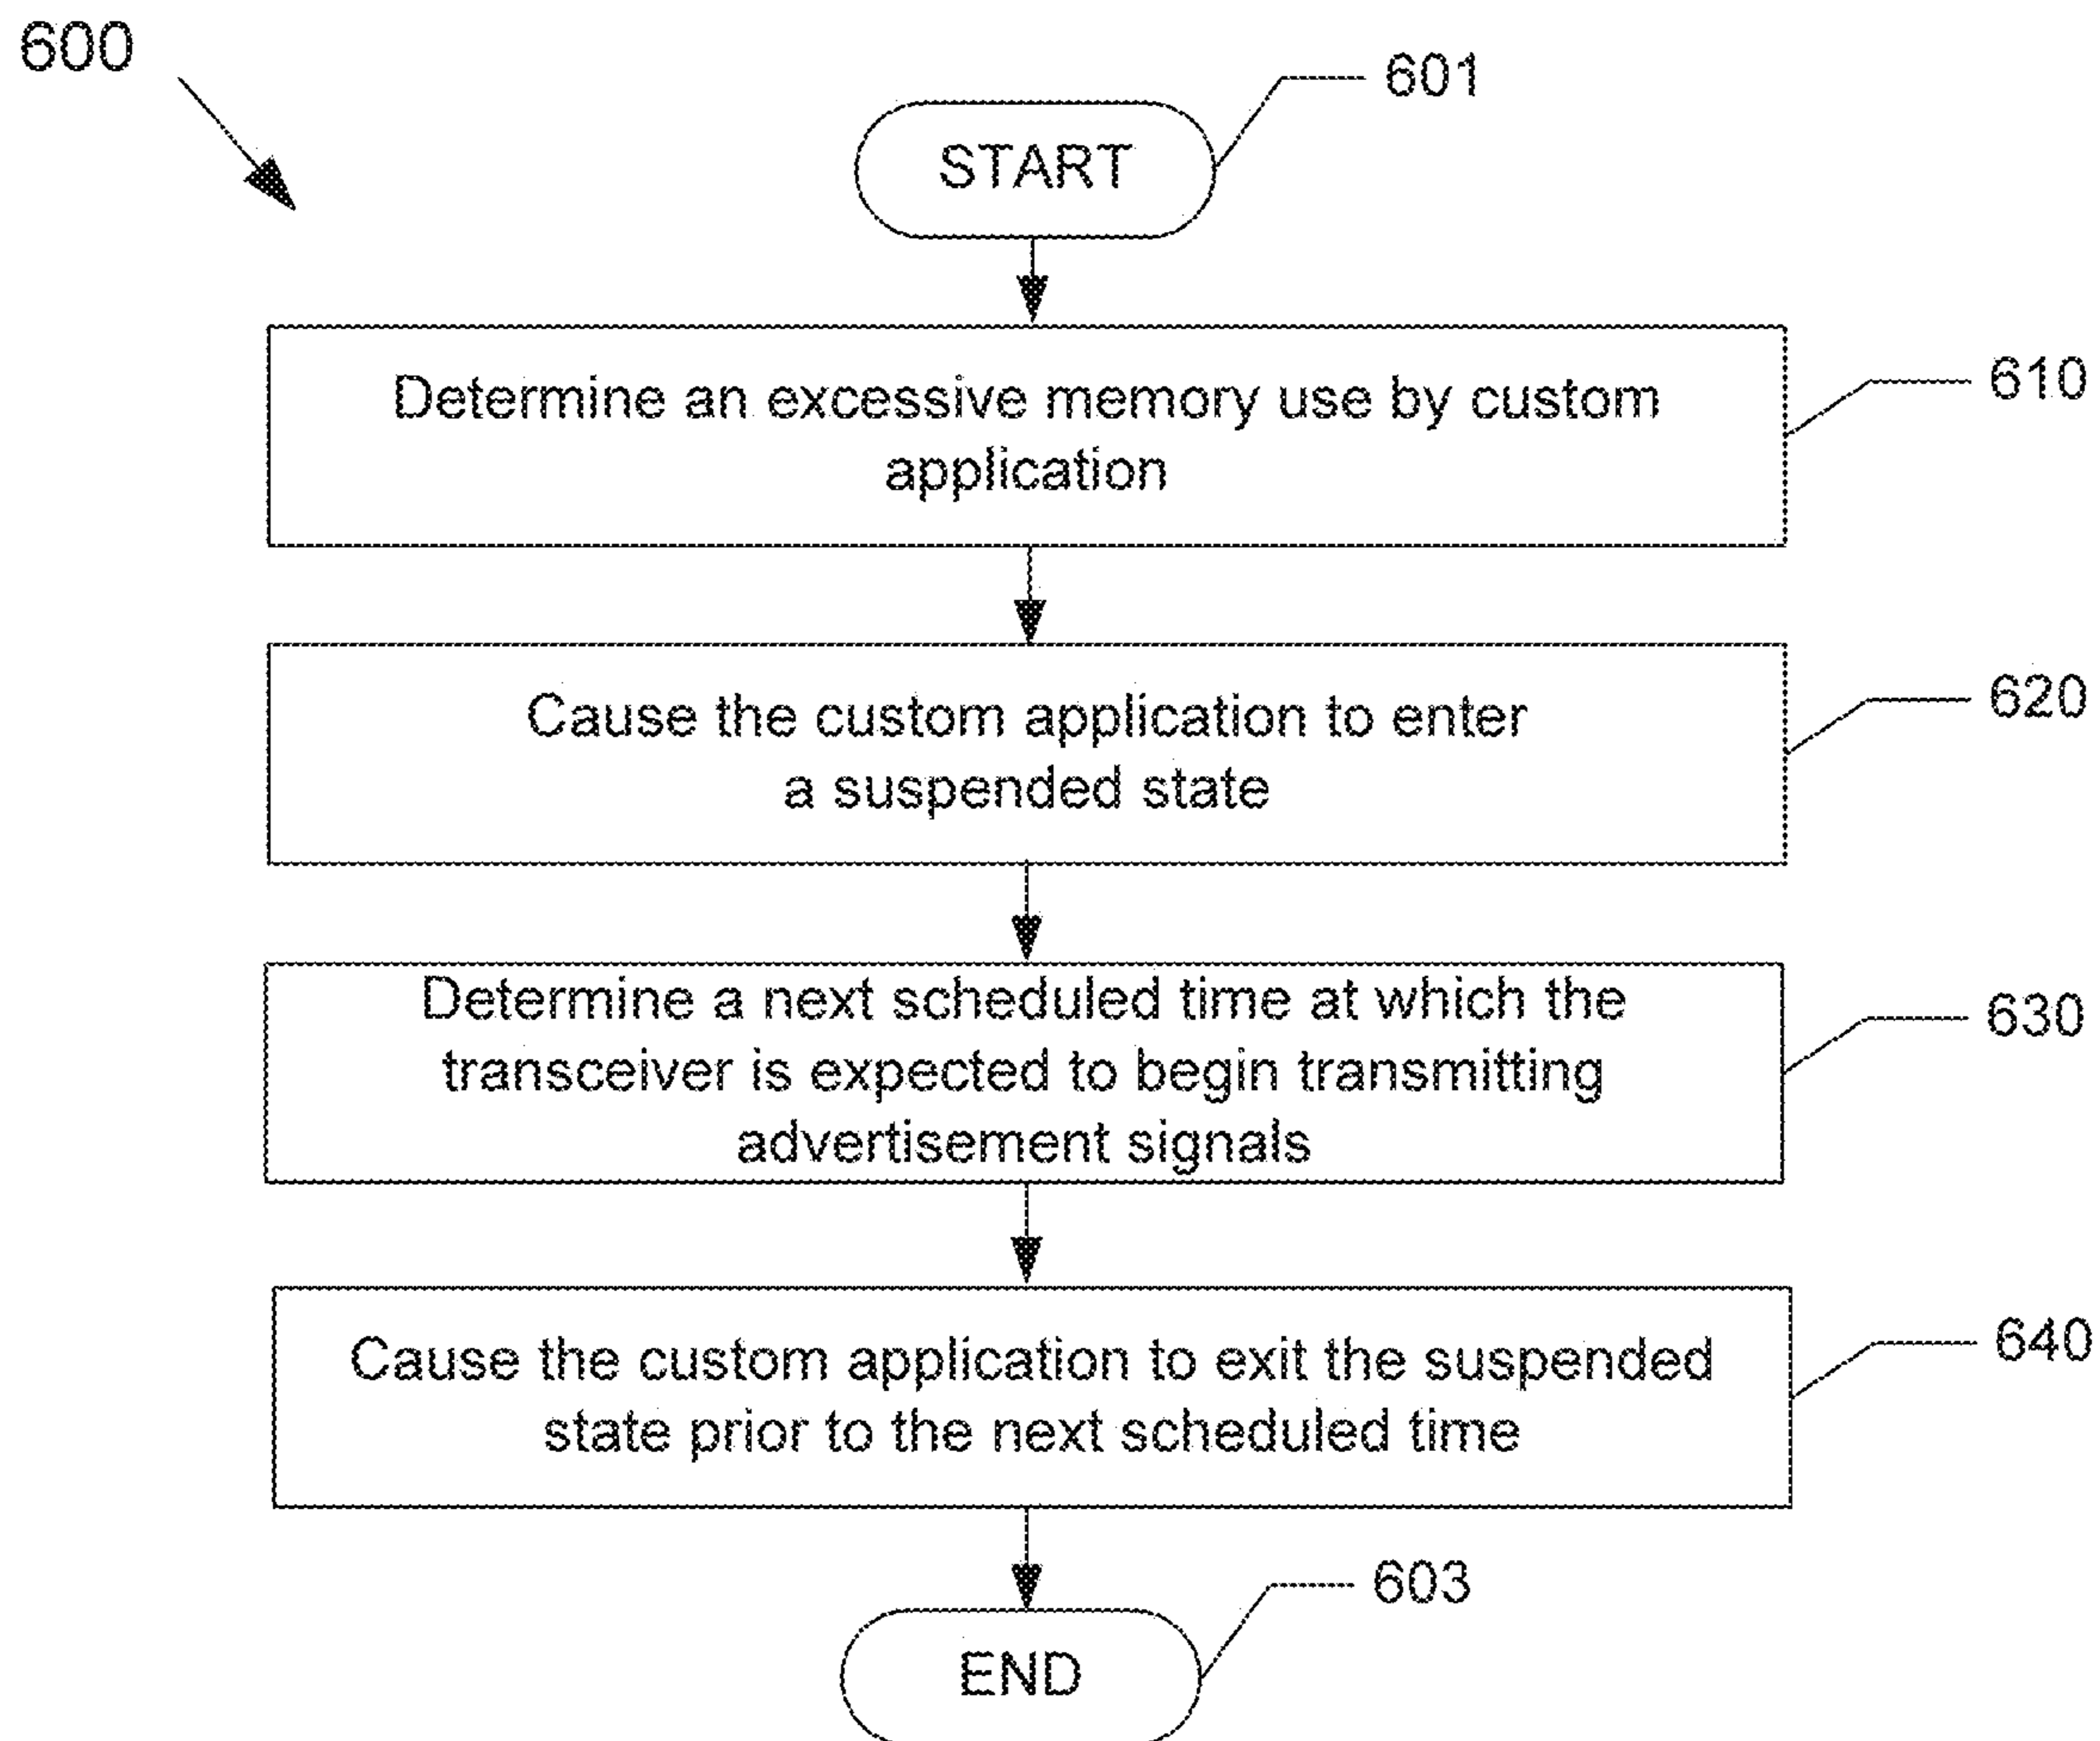 600
601
START
Determine an excessive memory use by custom
application
610
Cause the custom application to enter
a suspended state
620
Determine a next scheduled time at which the
transceiver is expected to begin transmitting
advertisement signals
630
Cause the custom application to exit the suspended
state prior to the next scheduled time
640
603
END